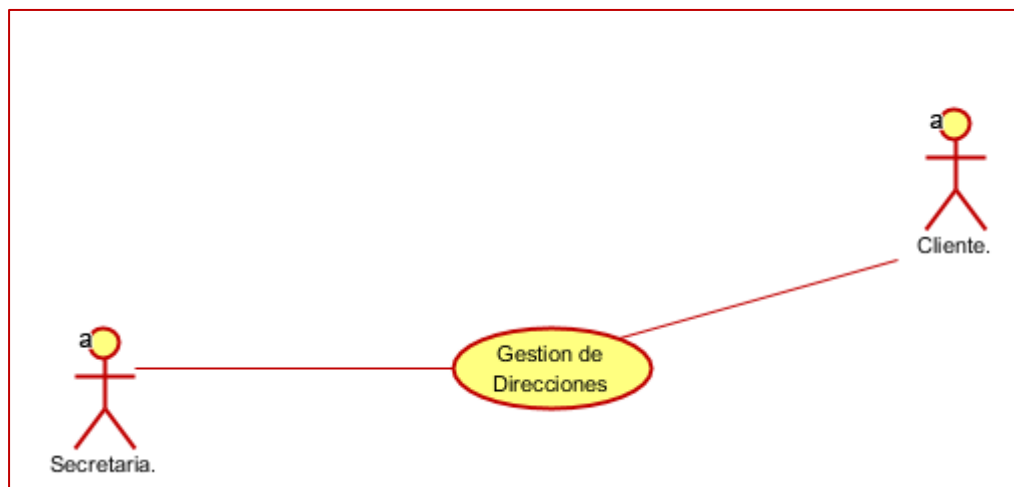 a
Cliente.
a
Gestion de
Direcciones
Secretaria.